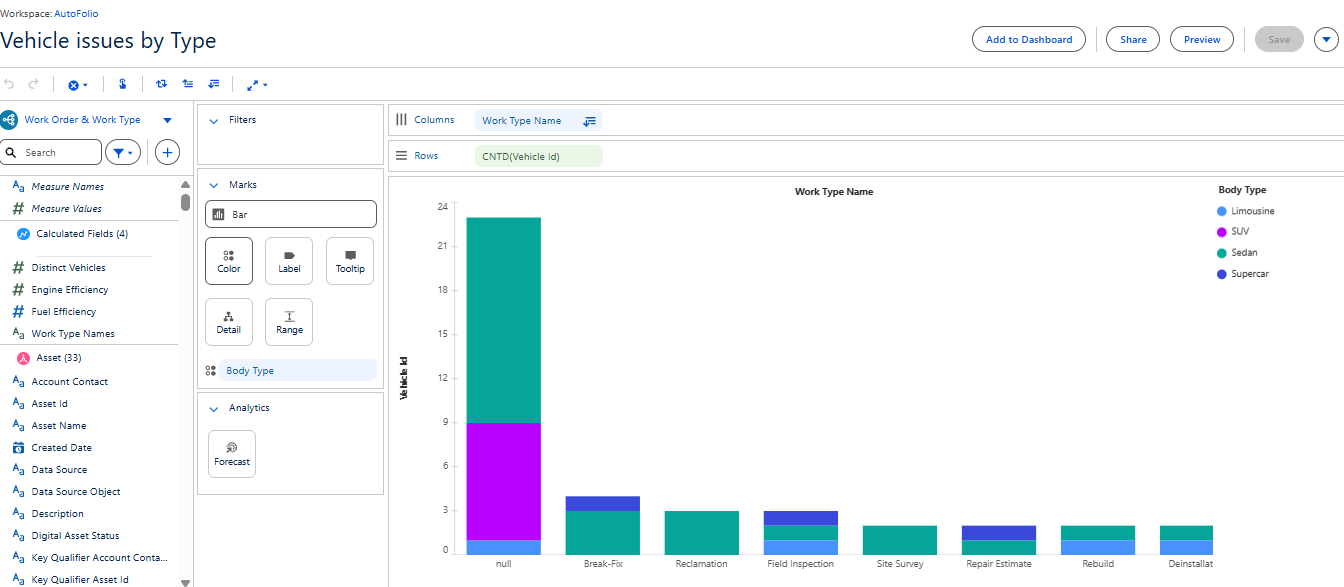 Workspace: AutoFolio
Vehicle issues by Type
Add to Dashboard
Share
Preview
Save
Work Order & Work Type
Search
Measure Names
Measure Values
Calculated Fields (4)
Distinct Vehicles
Engine Efficiency
Fuel Efficiency
Work Type Names
Asset (33)
Account Contact
Asset Id
Asset Name
Created Date
Data Source
Data Source Object
Description
Digital Asset Status
Key Qualifier Account Conta...
Key Qualifier Asset Id
Filters
Marks
Bar
Color
Label
Tooltip
Detail
Range
Body Type
Analytics
Forecast
Columns
Work Type Name
Rows
CNTD(Vehicle Id)
Work Type Name
Vehicle Id
24
21
18
15
12
9
6
3
0
null
Break-Fix
Reclamation
Field Inspection
Site Survey
Repair Estimate
Rebuild
Deinstallat
Body Type
Limousine
SUV
Sedan
Supercar